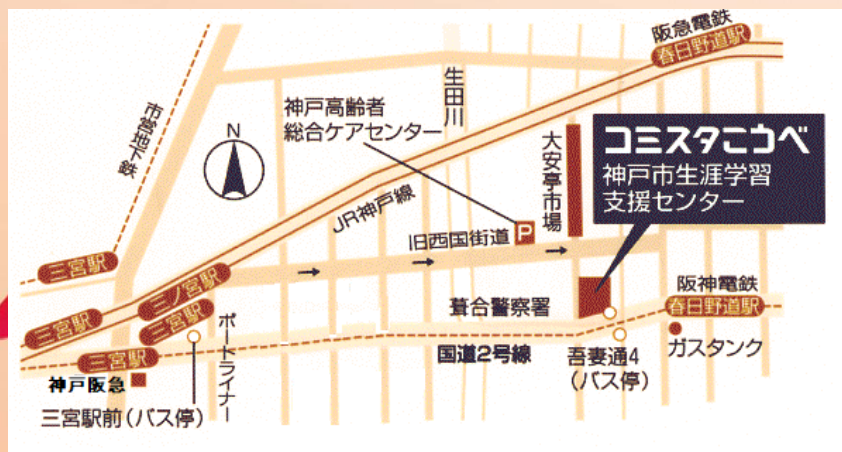 阪急電鉄
春日野道駅
生田川
市営地下鉄
神戸高齢者
総合ケアセンター
N
大安亭市場
コミスタこうべ
神戸市生涯学習
支援センター
JR神戸線
旧西国街道
P
三宮駅
三ノ宮駅
三宮駅
三宮駅
三宮駅
ポートライナー
葺合警察署
阪神電鉄
春日野道駅
国道2号線
吾妻通4
(バス停)
ガスタンク
神戸阪急
三宮駅前(バス停)